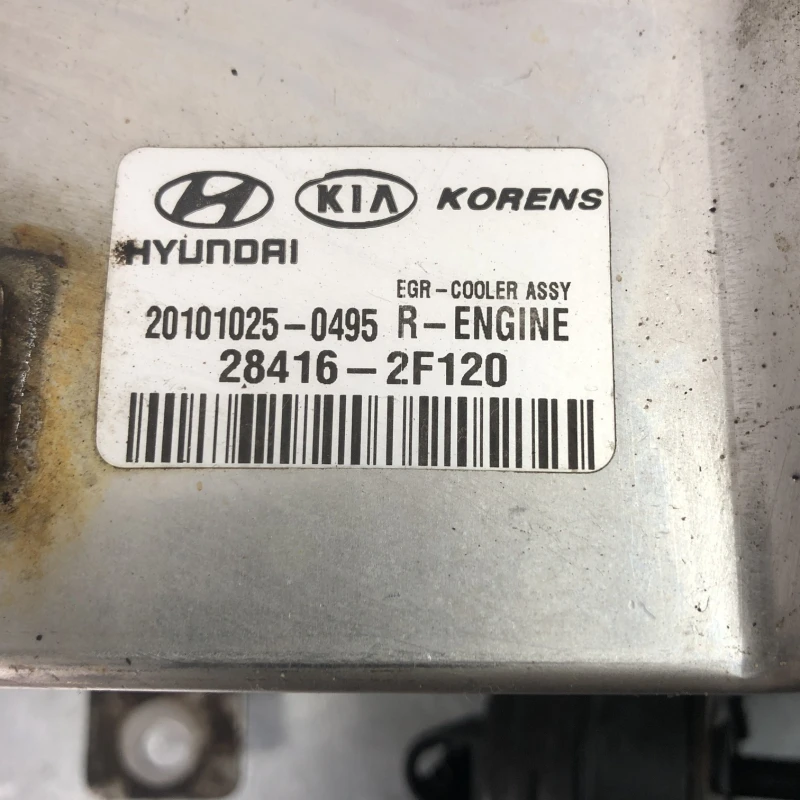 KIA KORENS
HYUNDAI
EGR-COOLER ASSY
20101025-0495 R-ENGINE
28416-2F120